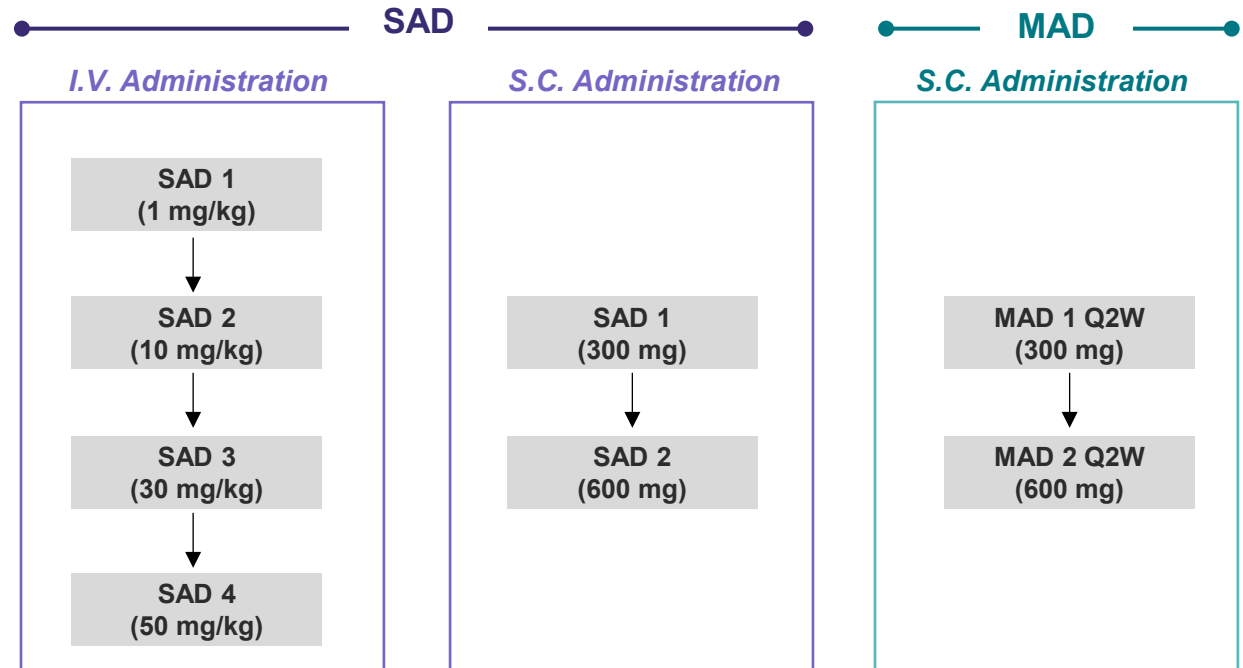 SAD
MAD
I.V. Administration
S.C. Administration
S.C. Administration
SAD 1
(1 mg/kg)
SAD 2
(10 mg/kg)
SAD 3
(30 mg/kg)
SAD 4
(50 mg/kg)
SAD 1
(300 mg)
SAD 2
(600 mg)
MAD 1 Q2W
(300 mg)
MAD 2 Q2W
(600 mg)